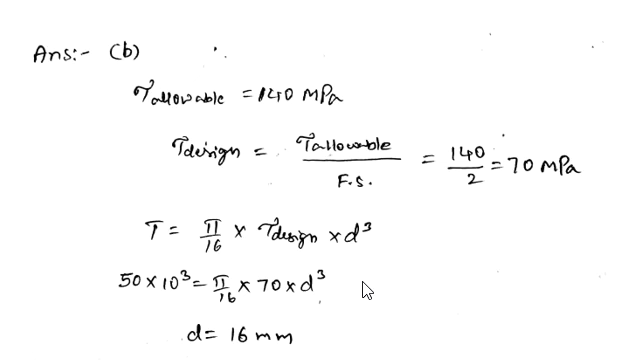 Ans:- (b)
τallowable = 140 MPa
τdesign = τallowable / F.S. = 140 / 2 = 70 MPa
T = π/16 × τdesign × d³
50 × 10³ = π/16 × 70 × d³
d = 16 mm